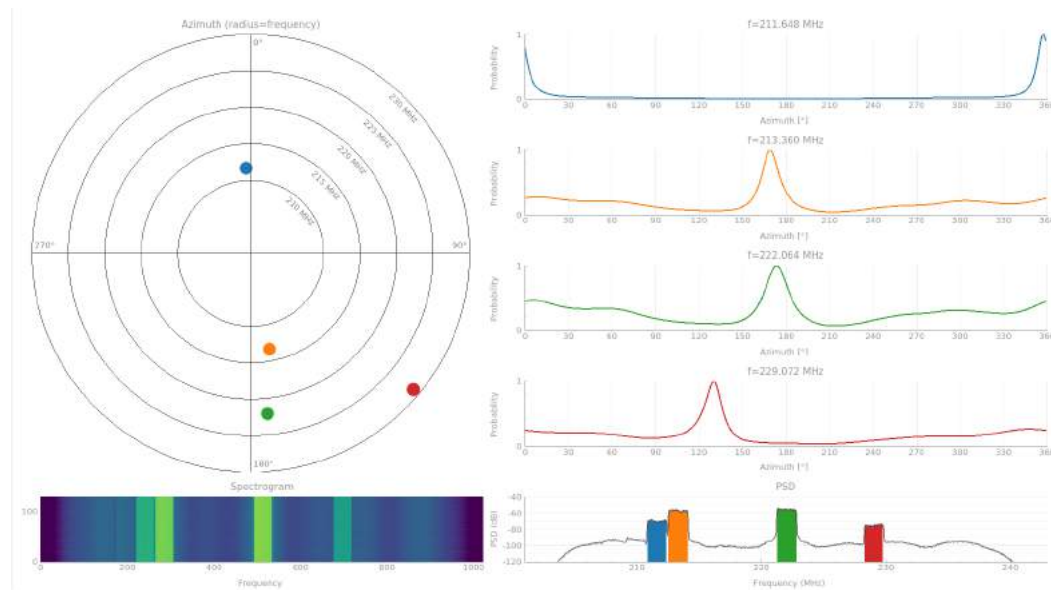 Azimuth (radius=frequency)
0°
230 MHz
225 MHz
220 MHz
215 MHz
210 MHz
270°
90°
180°
f=211.648 MHz
Probability
1
0
0 30 60 90 120 150 180 210 240 270 300 330 360
Azimuth [°]
f=213.360 MHz
Probability
1
0
0 30 60 90 120 150 180 210 240 270 300 330 360
Azimuth [°]
f=222.064 MHz
Probability
1
0
0 30 60 90 120 150 180 210 240 270 300 330 360
Azimuth [°]
f=229.072 MHz
Probability
1
0
0 30 60 90 120 150 180 210 240 270 300 330 360
Azimuth [°]
Spectrogram
100
0
0 200 400 600 800 1000
Frequency
PSD
PSD (dB)
-40
-60
-80
-100
-120
210 220 230 240
Frequency (MHz)